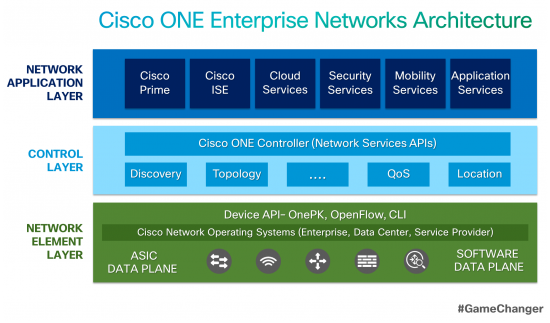 Cisco ONE Enterprise Networks Architecture
NETWORK
APPLICATION
LAYER
Cisco
Prime
Cisco
ISE
Cloud
Services
Security
Services
Mobility
Services
Application
Services
CONTROL
LAYER
Cisco ONE Controller (Network Services APIs)
Discovery
Topology
....
QoS
Location
NETWORK
ELEMENT
LAYER
Device API- OnePK, OpenFlow, CLI
Cisco Network Operating Systems (Enterprise, Data Center, Service Provider)
ASIC
DATA PLANE
SOFTWARE
DATA PLANE
#GameChanger